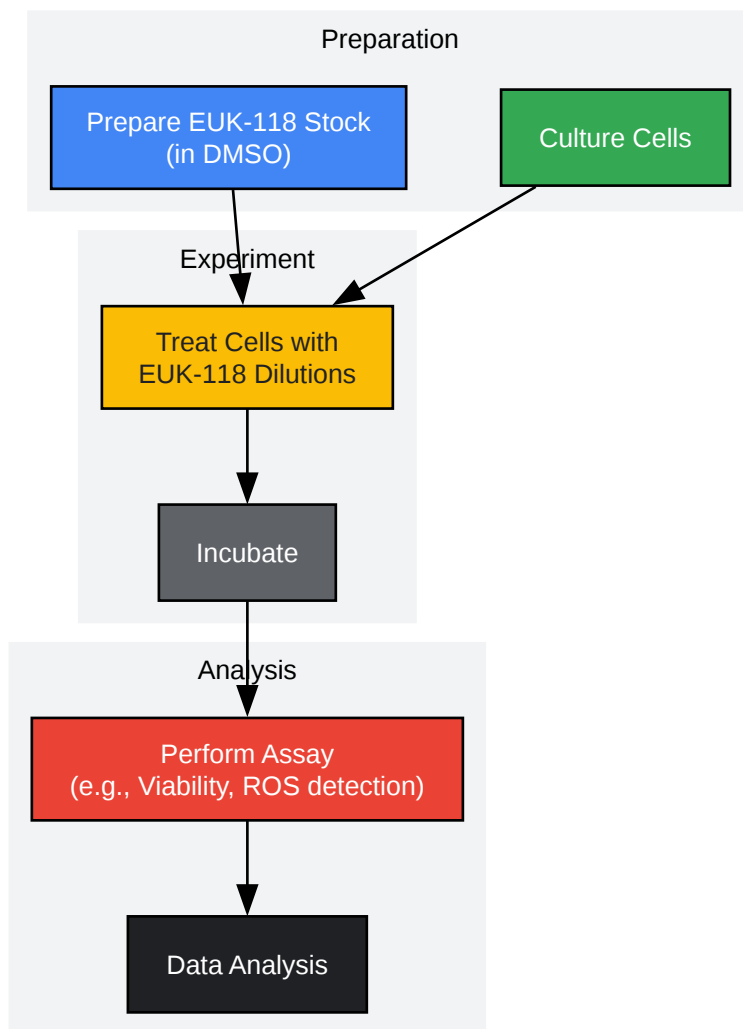 Preparation
Prepare EUK-118 Stock
(in DMSO)
Culture Cells
Experiment
Treat Cells with
EUK-118 Dilutions
Incubate
Analysis
Perform Assay
(e.g., Viability, ROS detection)
Data Analysis